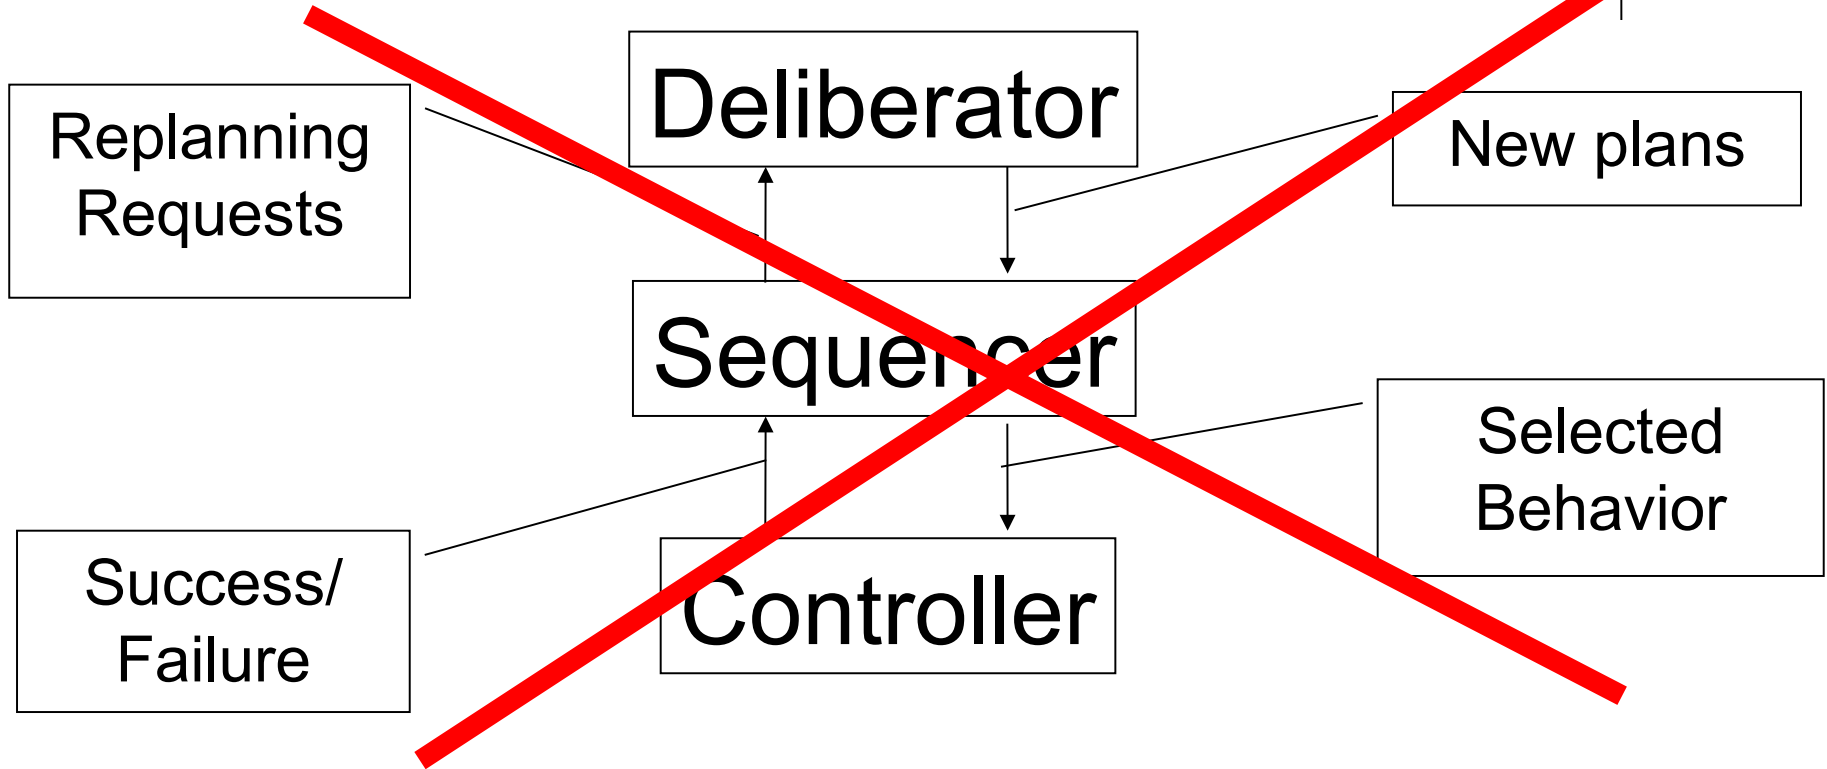 Deliberator
Replanning
Requests
New plans
Sequencer
Selected
Behavior
Success/
Failure
Controller